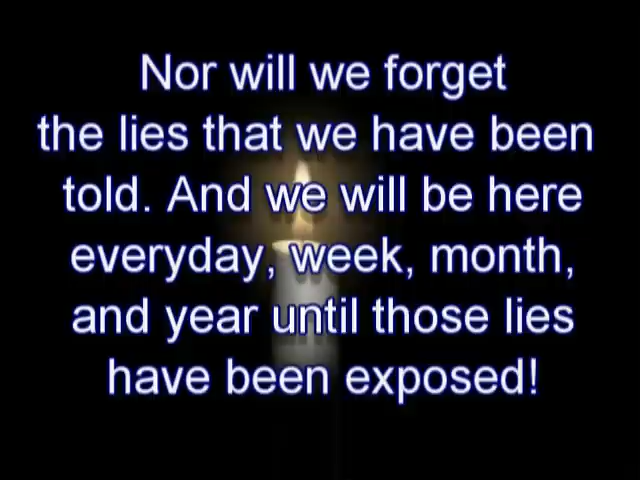 Nor will we forget
the lies that we have been
told. And we will be here
everyday, week, month,
and year until those lies
have been exposed!